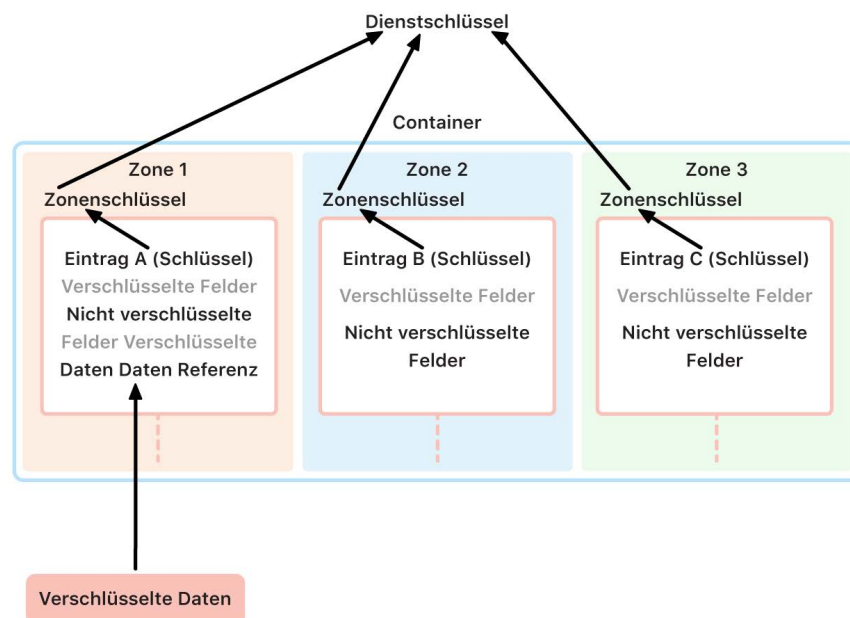 Dienstschlüssel
Container
Zone 1
Zonenschlüssel
Eintrag A (Schlüssel)
Verschlüsselte Felder
Nicht verschlüsselte
Felder Verschlüsselte
Daten Daten Referenz
Zone 2
Zonenschlüssel
Eintrag B (Schlüssel)
Verschlüsselte Felder
Nicht verschlüsselte
Felder
Zone 3
Zonenschlüssel
Eintrag C (Schlüssel)
Verschlüsselte Felder
Nicht verschlüsselte
Felder
Verschlüsselte Daten